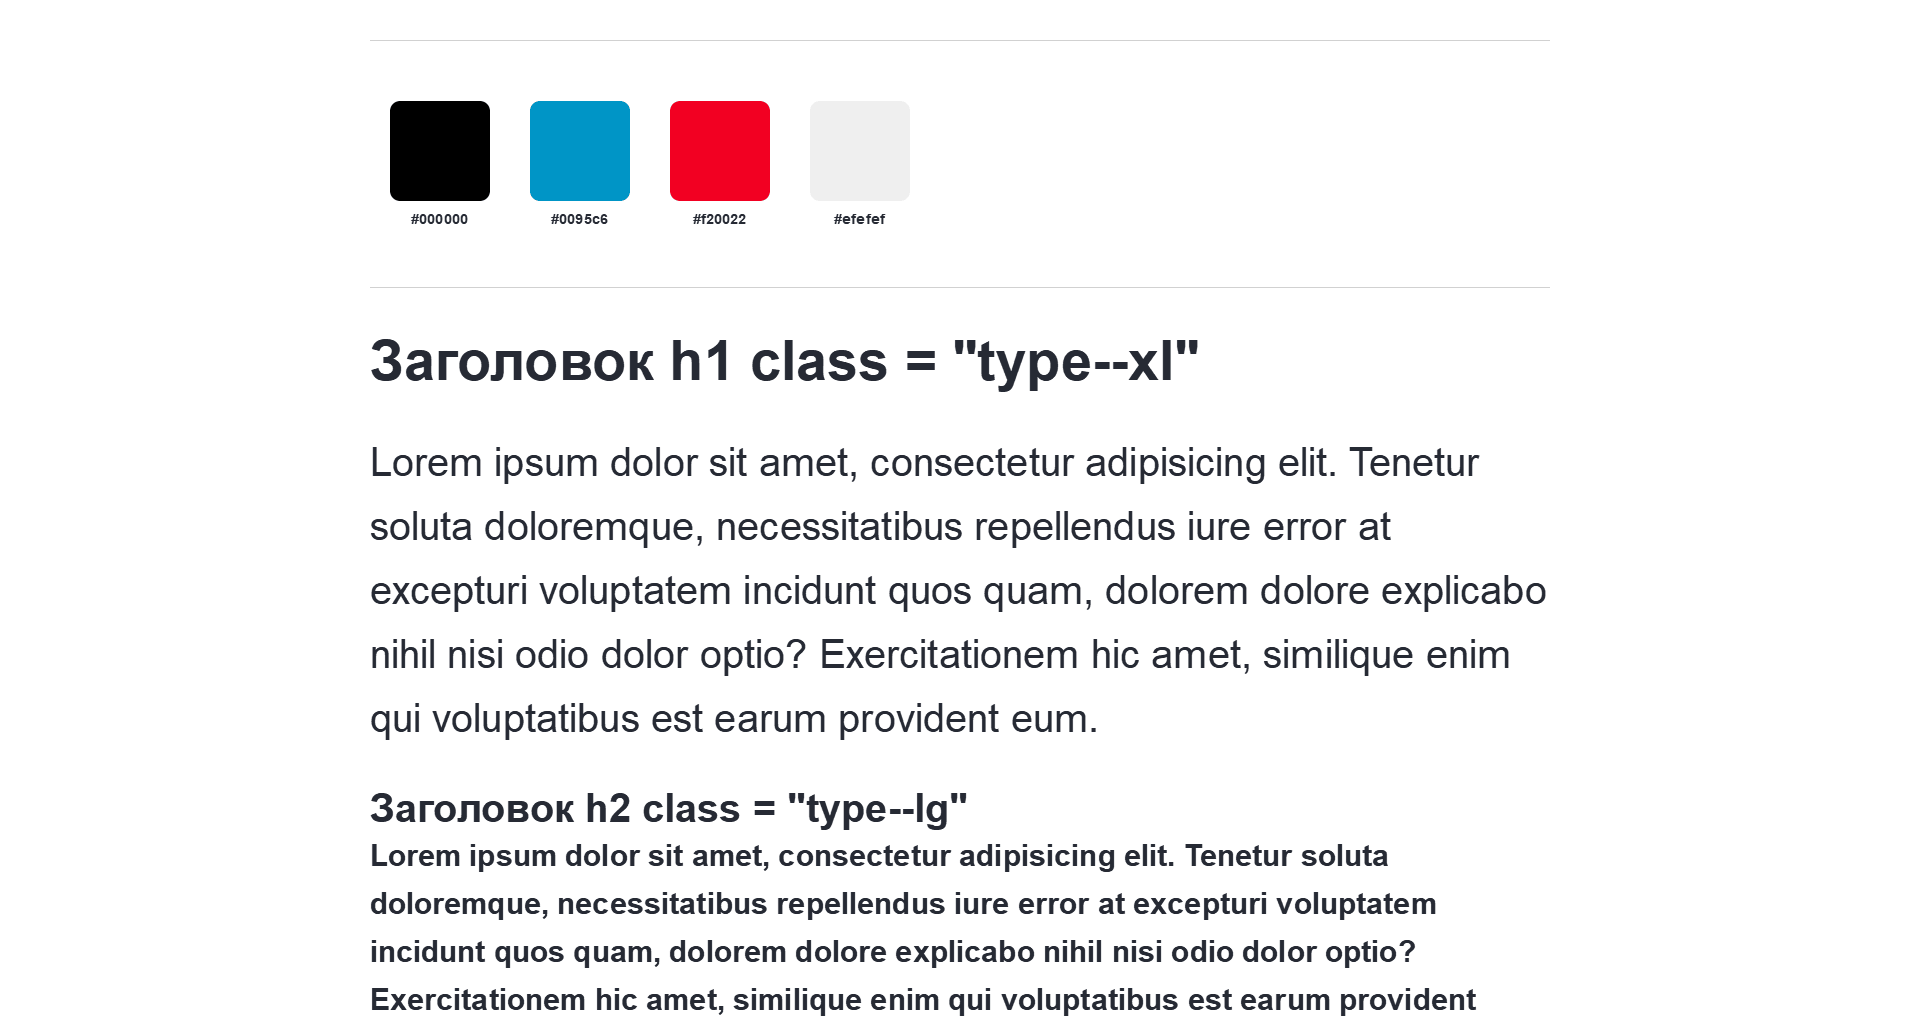 #000000 #0095c6 #f20022 #efefef
Заголовок h1 class = "type--xl"
Lorem ipsum dolor sit amet, consectetur adipisicing elit. Tenetur
soluta doloremque, necessitatibus repellendus iure error at
excepturi voluptatem incidunt quos quam, dolorem dolore explicabo
nihil nisi odio dolor optio? Exercitationem hic amet, similique enim
qui voluptatibus est earum provident eum.
Заголовок h2 class = "type--lg"
Lorem ipsum dolor sit amet, consectetur adipisicing elit. Tenetur soluta
doloremque, necessitatibus repellendus iure error at excepturi voluptatem
incidunt quos quam, dolorem dolore explicabo nihil nisi odio dolor optio?
Exercitationem hic amet, similique enim qui voluptatibus est earum provident